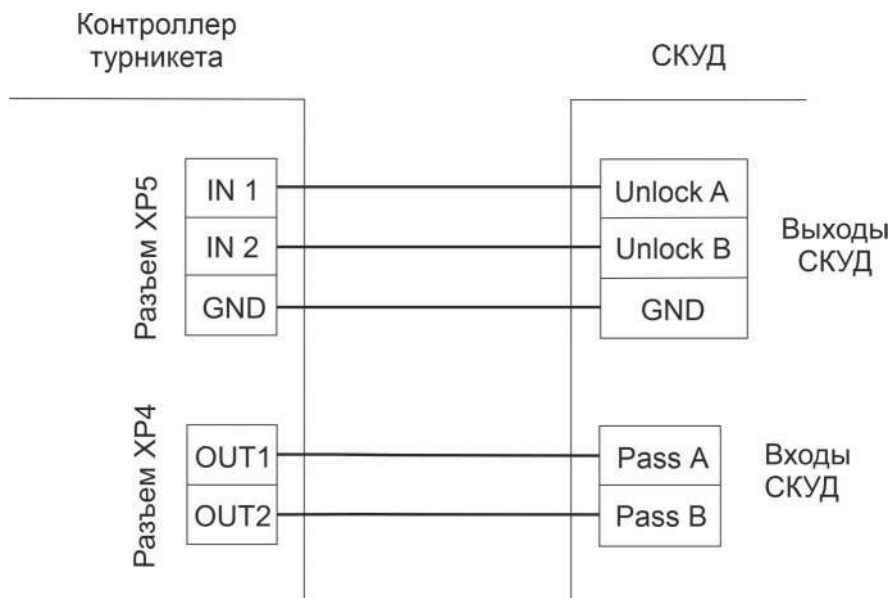 Контроллер
турникета
СКУД
Разъем XP5
IN 1
IN 2
GND
Unlock A
Unlock B
GND
Выходы
СКУД
Разъем XP4
OUT1
OUT2
Pass A
Pass B
Входы
СКУД